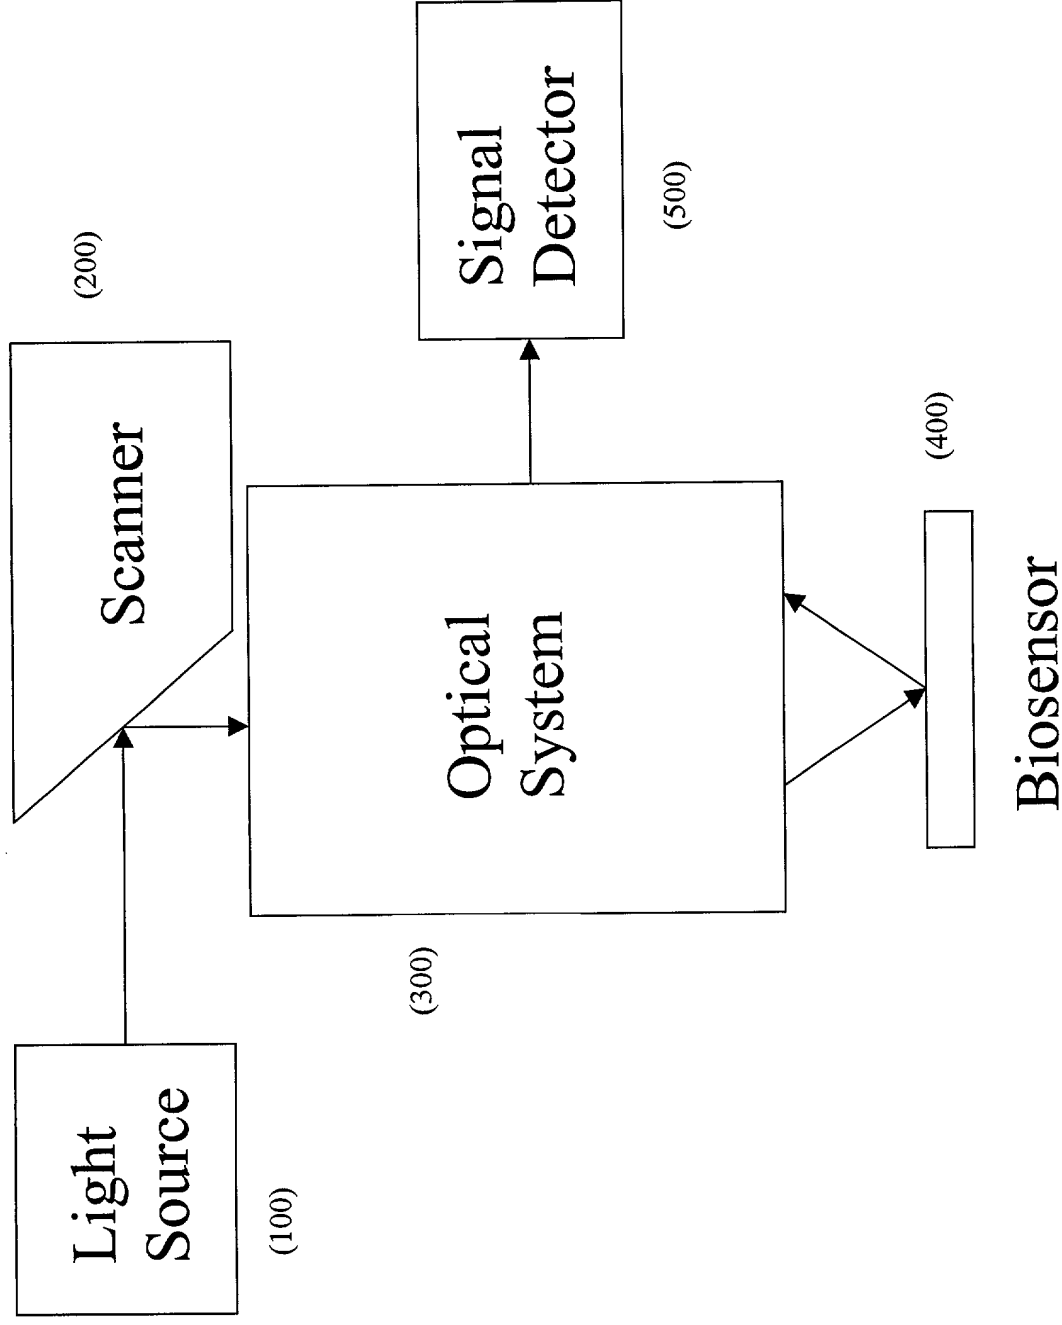 Light
Source
(100)
Scanner
(200)
Optical
System
(300)
Signal
Detector
(500)
(400)
Biosensor